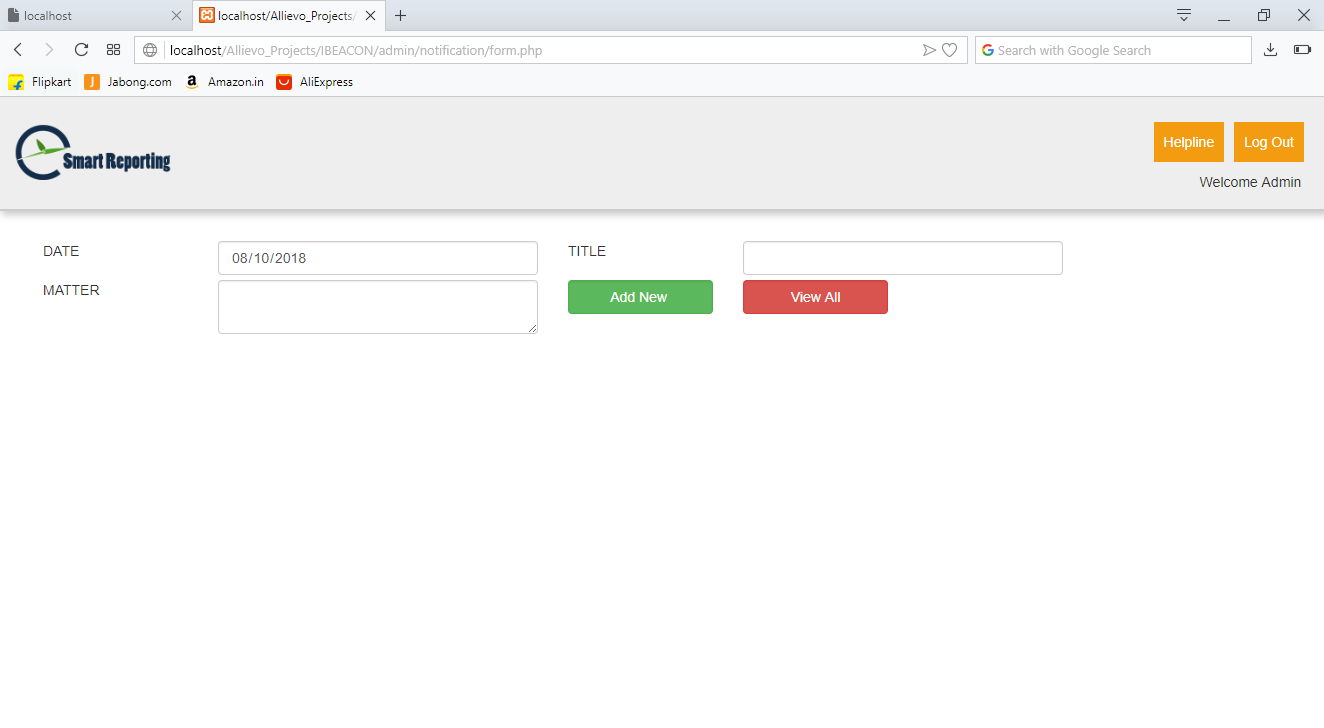 localhost
localhost/Allievo_Projects/
localhost/Allievo_Projects/IBEACON/admin/notification/form.php
Search with Google Search
Flipkart
Jabong.com
Amazon.in
AliExpress
Smart Reporting
Helpline
Log Out
Welcome Admin
DATE
08/10/2018
TITLE
MATTER
Add New
View All